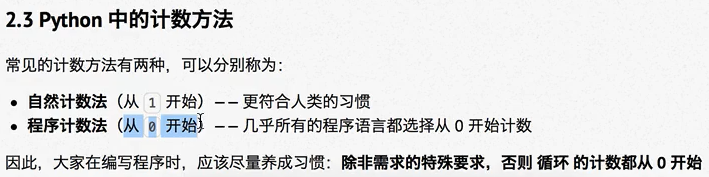 2.3 Python 中的计数方法
常见的计数方法有两种，可以分别称为：
• 自然计数法（从 1 开始）—— 更符合人类的习惯
• 程序计数法（从 0 开始）—— 几乎所有的程序语言都选择从 0 开始计数
因此，大家在编写程序时，应该尽量养成习惯：除非需求的特殊要求，否则 循环 的计数都从 0 开始